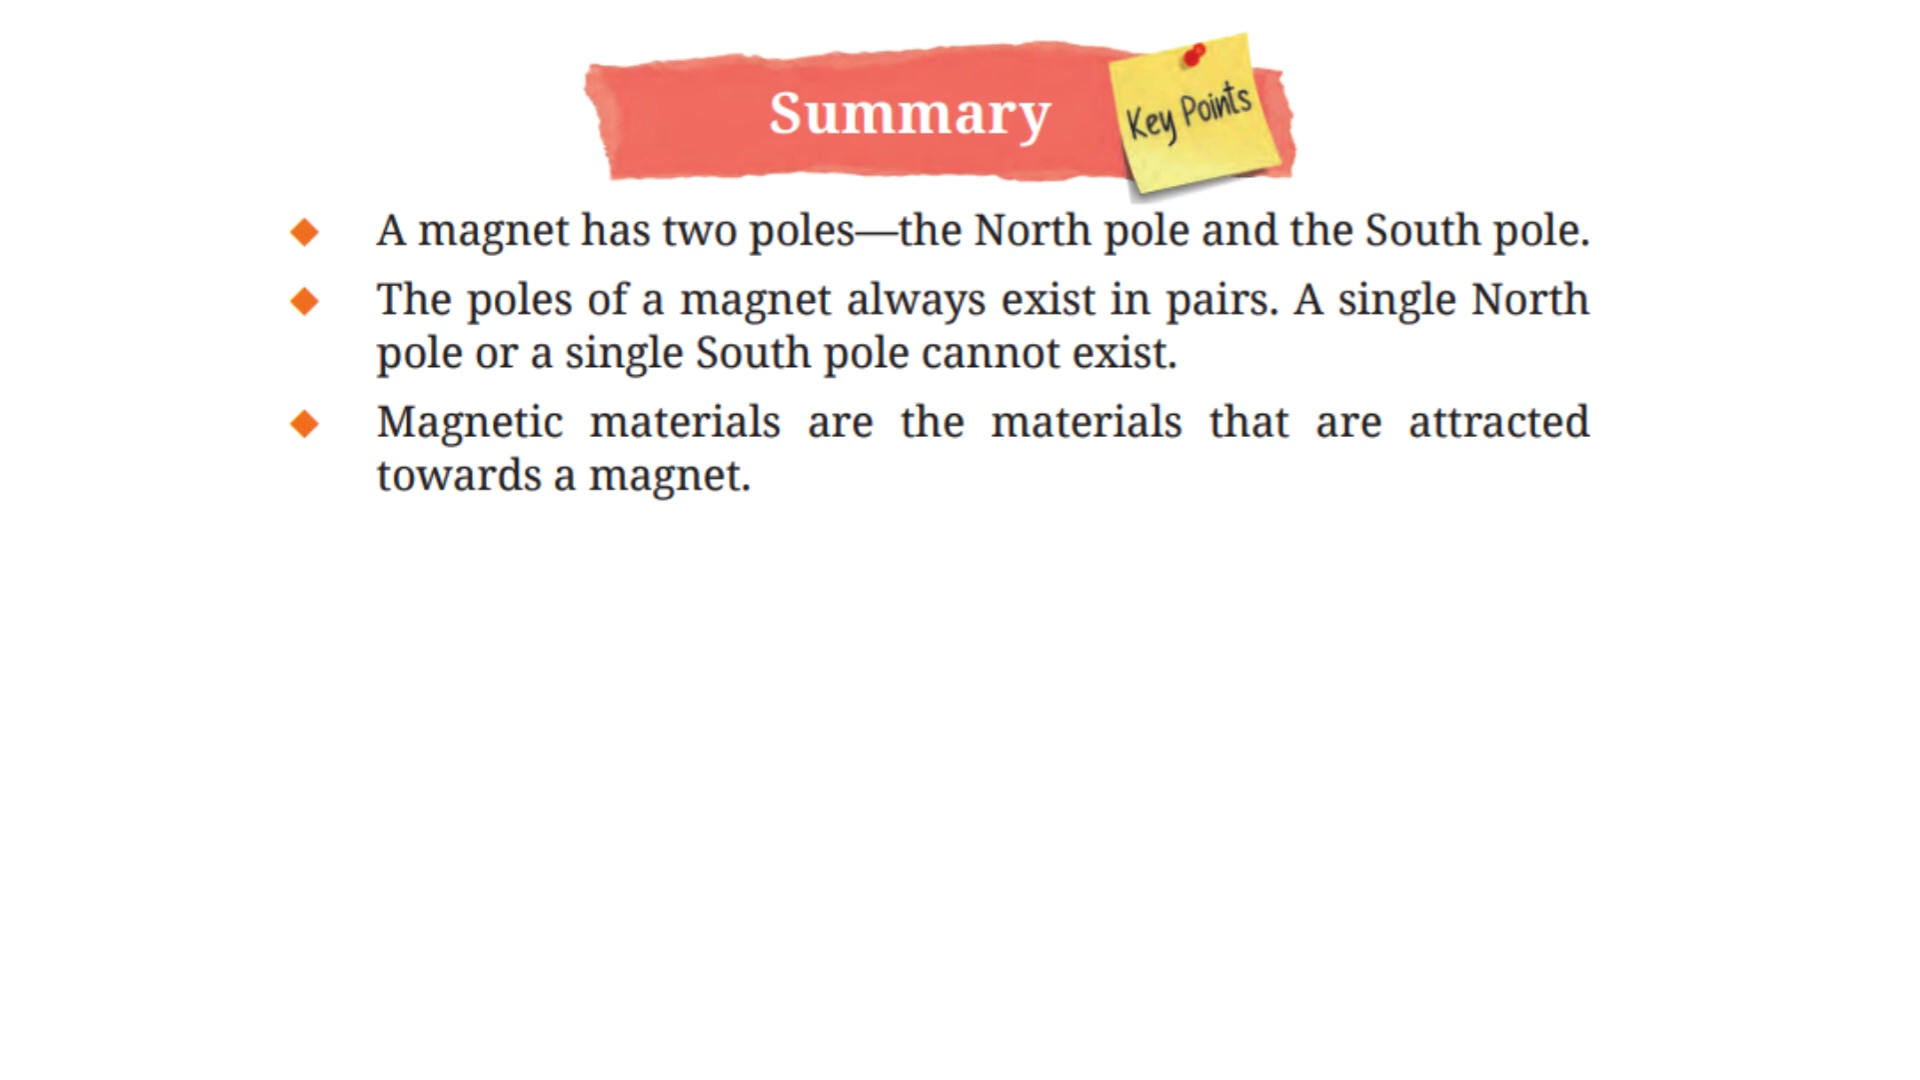 Summary
Key Points
A magnet has two poles—the North pole and the South pole.
The poles of a magnet always exist in pairs. A single North
pole or a single South pole cannot exist.
Magnetic materials are the materials that are attracted
towards a magnet.